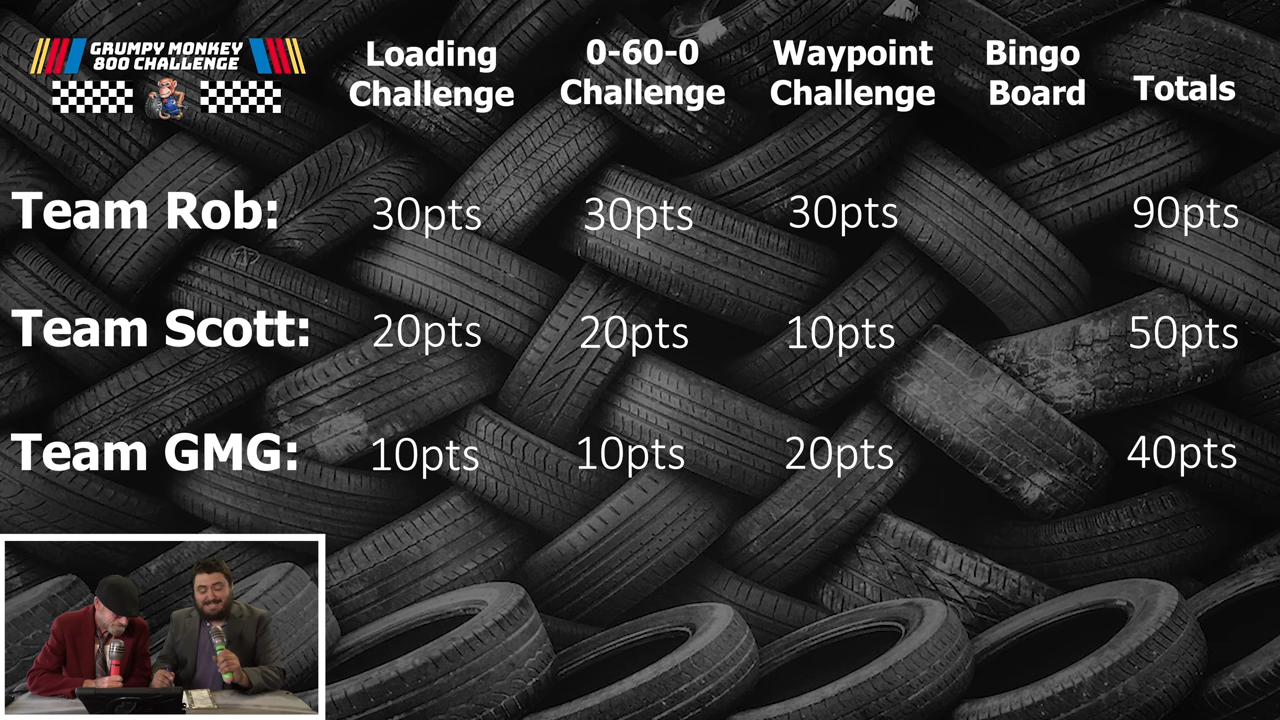 GRUMPY MONKEY
800 CHALLENGE
Loading
Challenge
0-60-0
Challenge
Waypoint
Challenge
Bingo
Board
Totals
Team Rob: 30pts 30pts 30pts 90pts
Team Scott: 20pts 20pts 10pts 50pts
Team GMG: 10pts 10pts 20pts 40pts